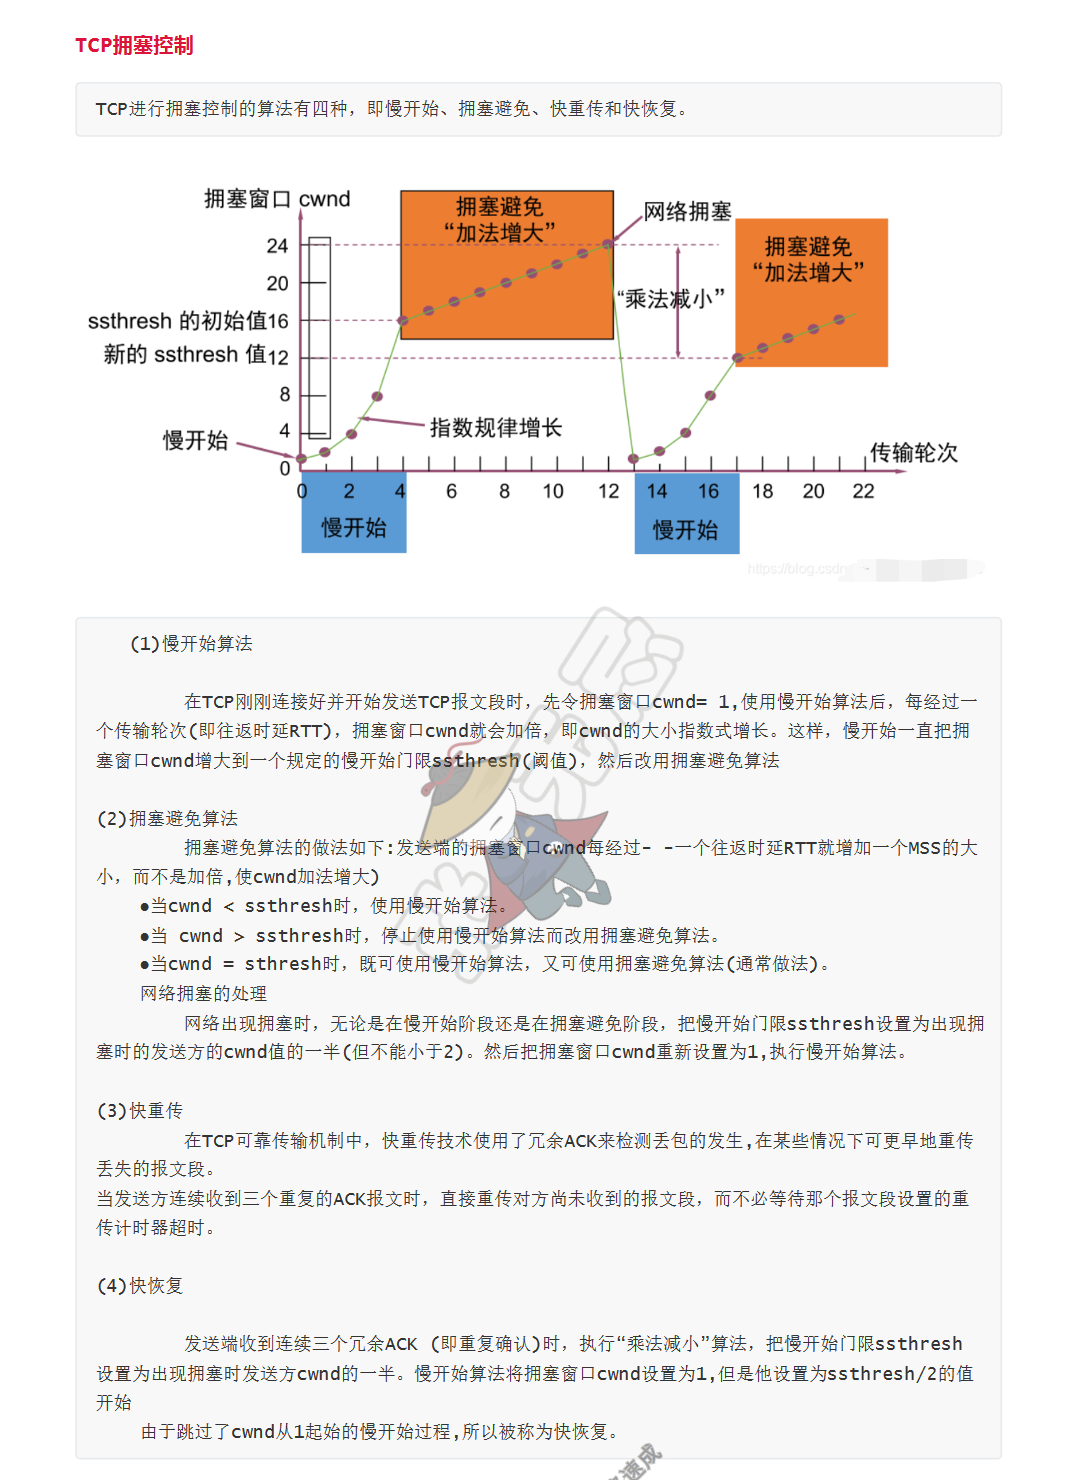 TCP拥塞控制
TCP进行拥塞控制的算法有四种，即慢开始、拥塞避免、快重传和快恢复。
拥塞窗口 cwnd
拥塞避免
“加法增大”
网络拥塞
拥塞避免
“加法增大”
24
20
“乘法减小”
ssthresh 的初始值16
新的 ssthresh 值12
8
4
指数规律增长
慢开始
传输轮次
0
0 2 4 6 8 10 12 14 16 18 20 22
慢开始
慢开始
https://blog.csdn
(1)慢开始算法
在TCP刚刚连接好并开始发送TCP报文段时，先令拥塞窗口cwnd= 1,使用慢开始算法后，每经过一
个传输轮次(即往返时延RTT)，拥塞窗口cwnd就会加倍，即cwnd的大小指数式增长。这样，慢开始一直把拥
塞窗口cwnd增大到一个规定的慢开始门限ssthresh(阈值)，然后改用拥塞避免算法
(2)拥塞避免算法
拥塞避免算法的做法如下:发送端的拥塞窗口cwnd每经过- -一个往返时延RTT就增加一个MSS的大
小，而不是加倍,使cwnd加法增大)
●当cwnd < ssthresh时，使用慢开始算法。
●当 cwnd > ssthresh时，停止使用慢开始算法而改用拥塞避免算法。
●当cwnd = sthresh时，既可使用慢开始算法，又可使用拥塞避免算法(通常做法)。
网络拥塞的处理
网络出现拥塞时，无论是在慢开始阶段还是在拥塞避免阶段，把慢开始门限ssthresh设置为出现拥
塞时的发送方的cwnd值的一半(但不能小于2)。然后把拥塞窗口cwnd重新设置为1,执行慢开始算法。
(3)快重传
在TCP可靠传输机制中，快重传技术使用了冗余ACK来检测丢包的发生,在某些情况下可更早地重传
丢失的报文段。
当发送方连续收到三个重复的ACK报文时，直接重传对方尚未收到的报文段，而不必等待那个报文段设置的重
传计时器超时。
(4)快恢复
发送端收到连续三个冗余ACK (即重复确认)时，执行“乘法减小”算法，把慢开始门限ssthresh
设置为出现拥塞时发送方cwnd的一半。慢开始算法将拥塞窗口cwnd设置为1,但是他设置为ssthresh/2的值
开始
由于跳过了cwnd从1起始的慢开始过程,所以被称为快恢复。
速成